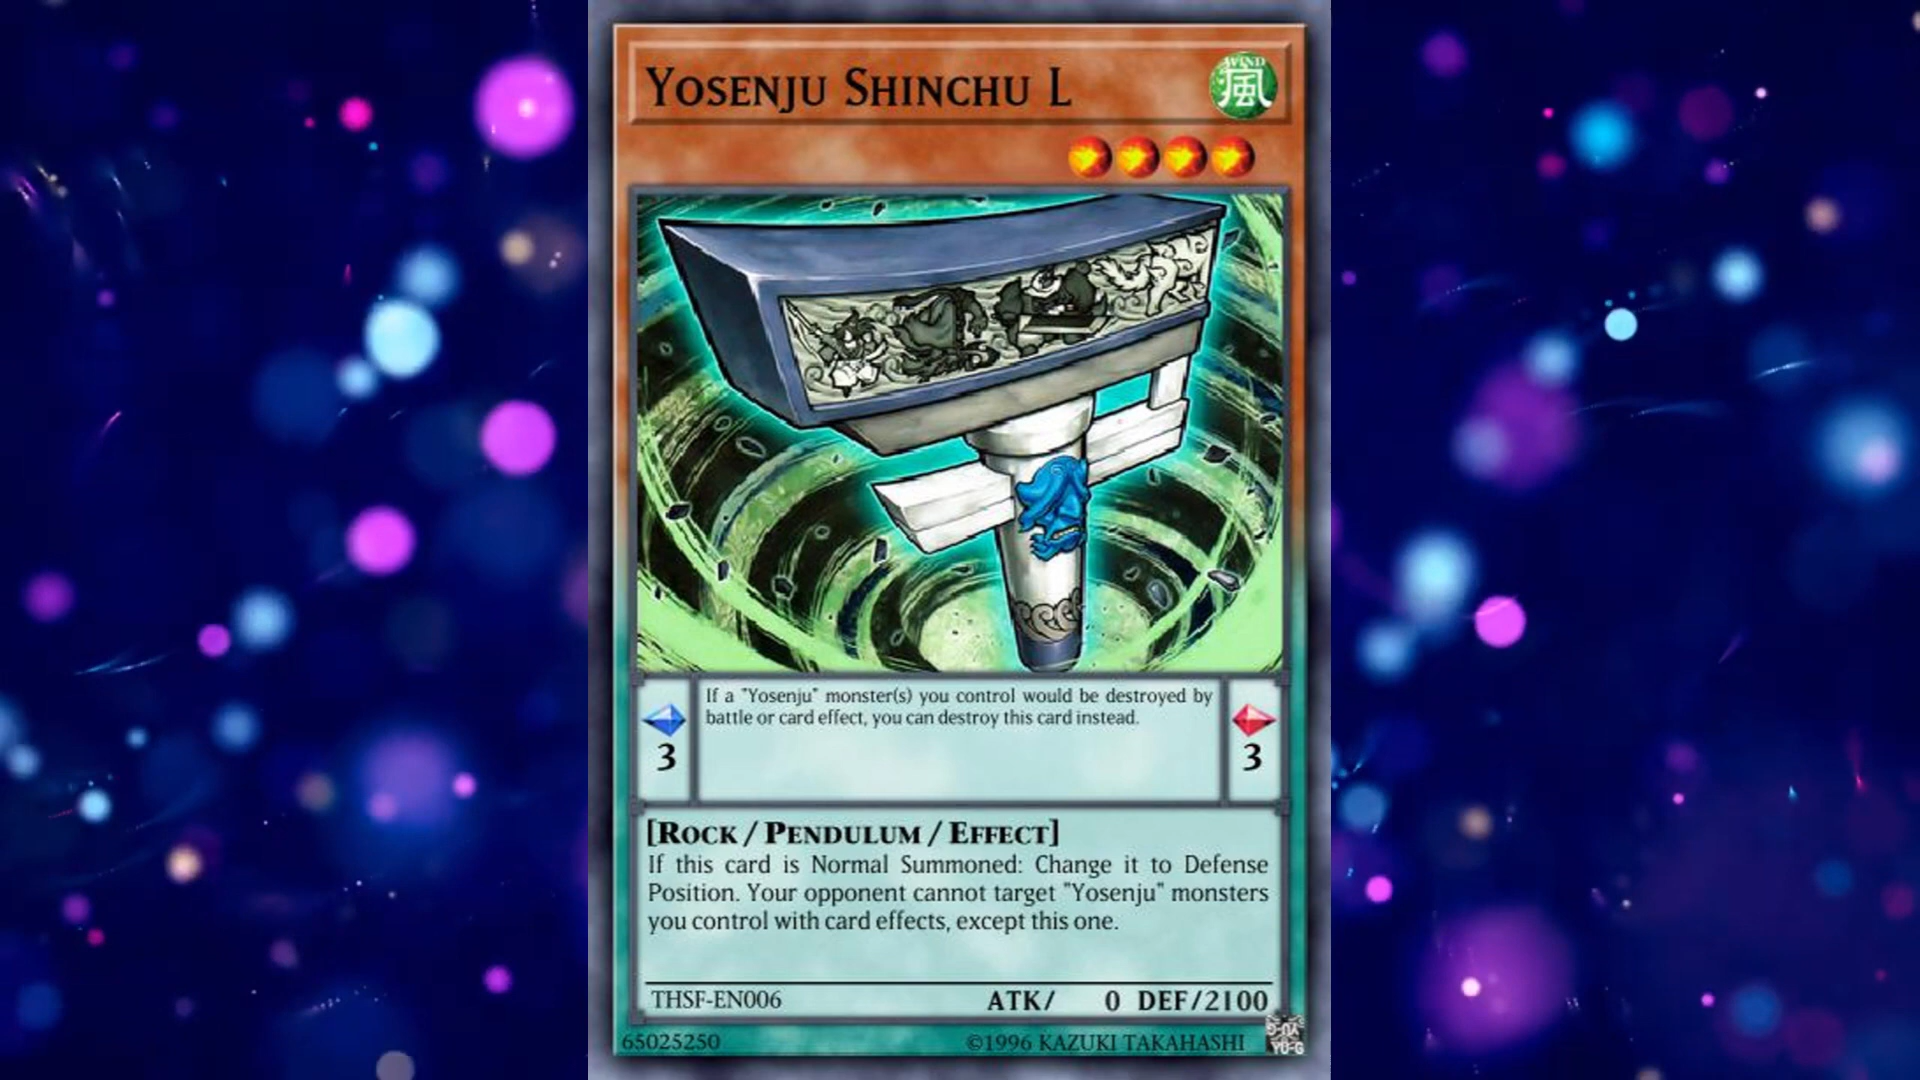 Yosenju Shinchu L
WIND
風
If a "Yosenju" monster(s) you control would be destroyed by
battle or card effect, you can destroy this card instead.
3
3
[Rock / Pendulum / Effect]
If this card is Normal Summoned: Change it to Defense
Position. Your opponent cannot target "Yosenju" monsters
you control with card effects, except this one.
THSF-EN006 ATK/ 0 DEF/2100
65025250 ©1996 KAZUKI TAKAHASHI